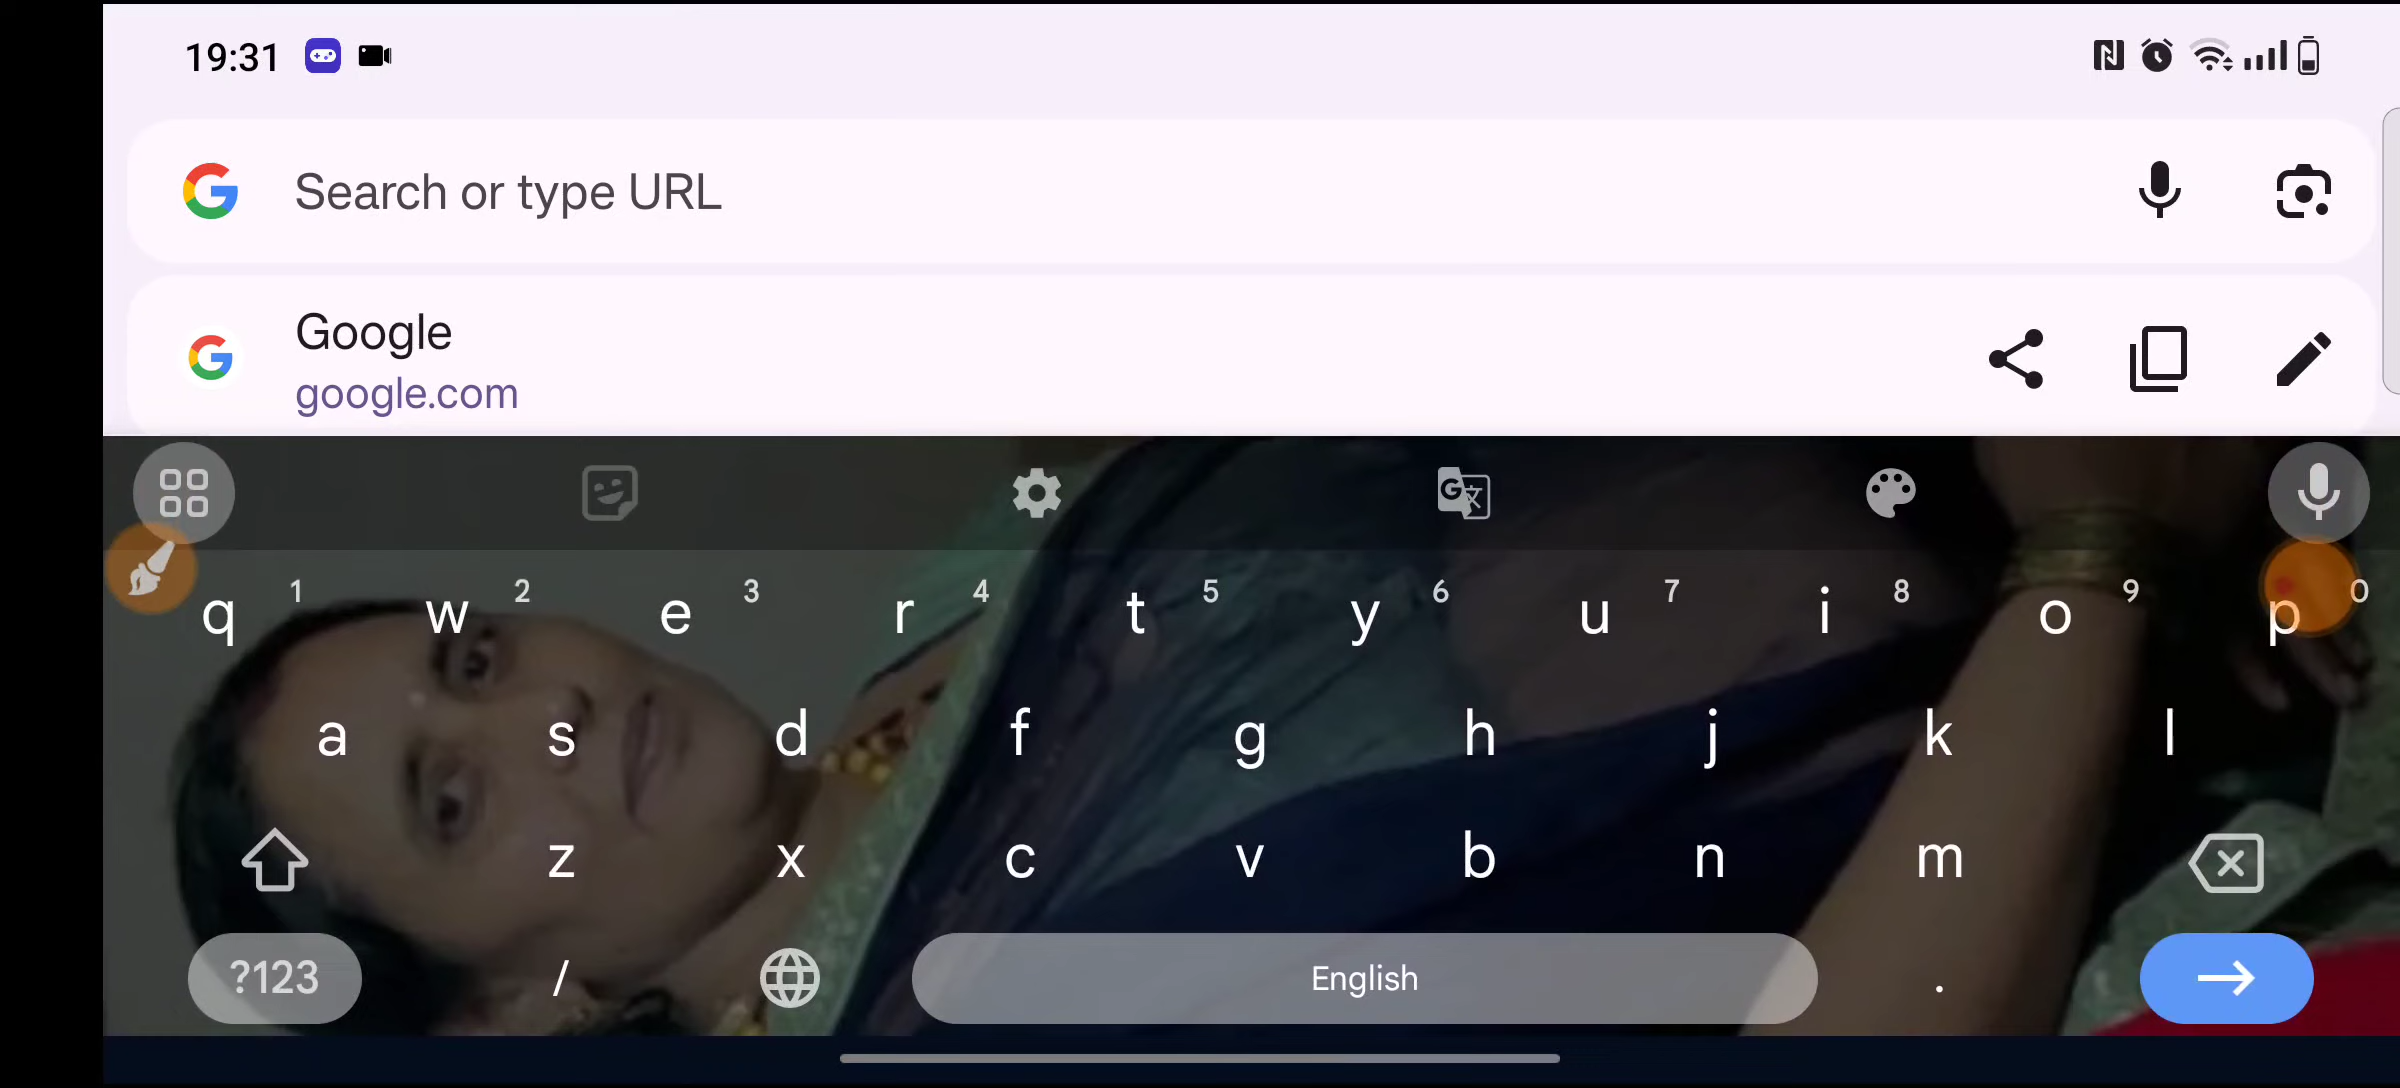 19:31
Search or type URL
Google
google.com
q 1 w 2 e 3 r 4 t 5 y 6 u 7 i 8 o 9 p 0
a s d f g h j k l
z x c v b n m
?123 / English .